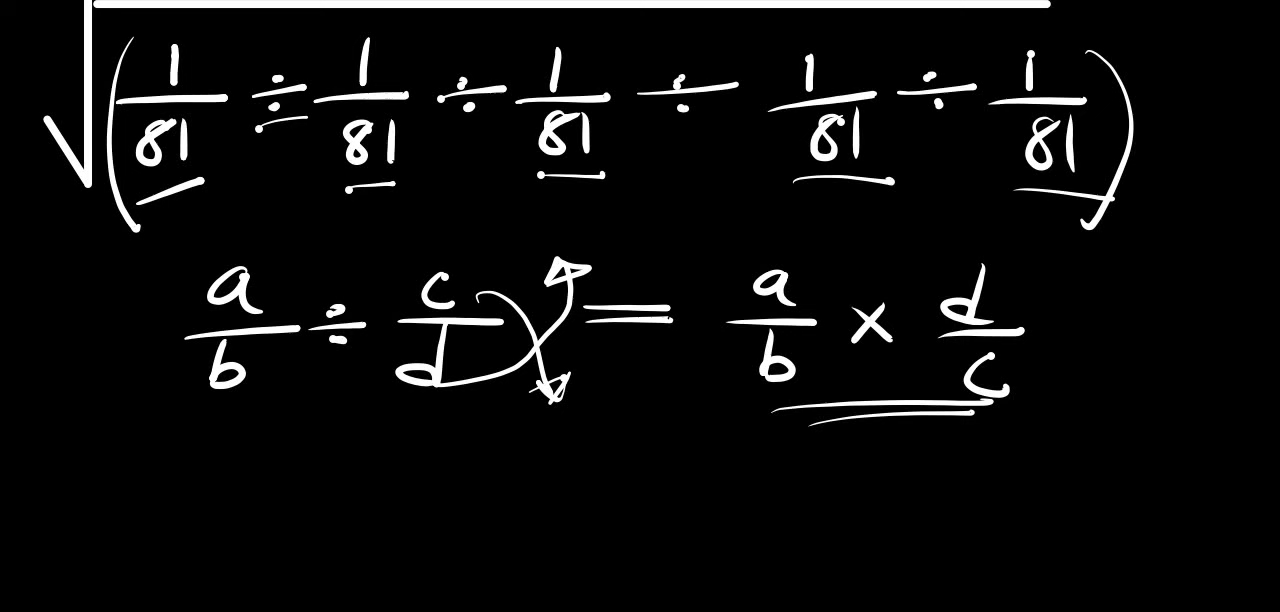 √(1/81 ÷ 1/81 ÷ 1/81 ÷ 1/81 ÷ 1/81)
a/b ÷ c/d = a/b × d/c